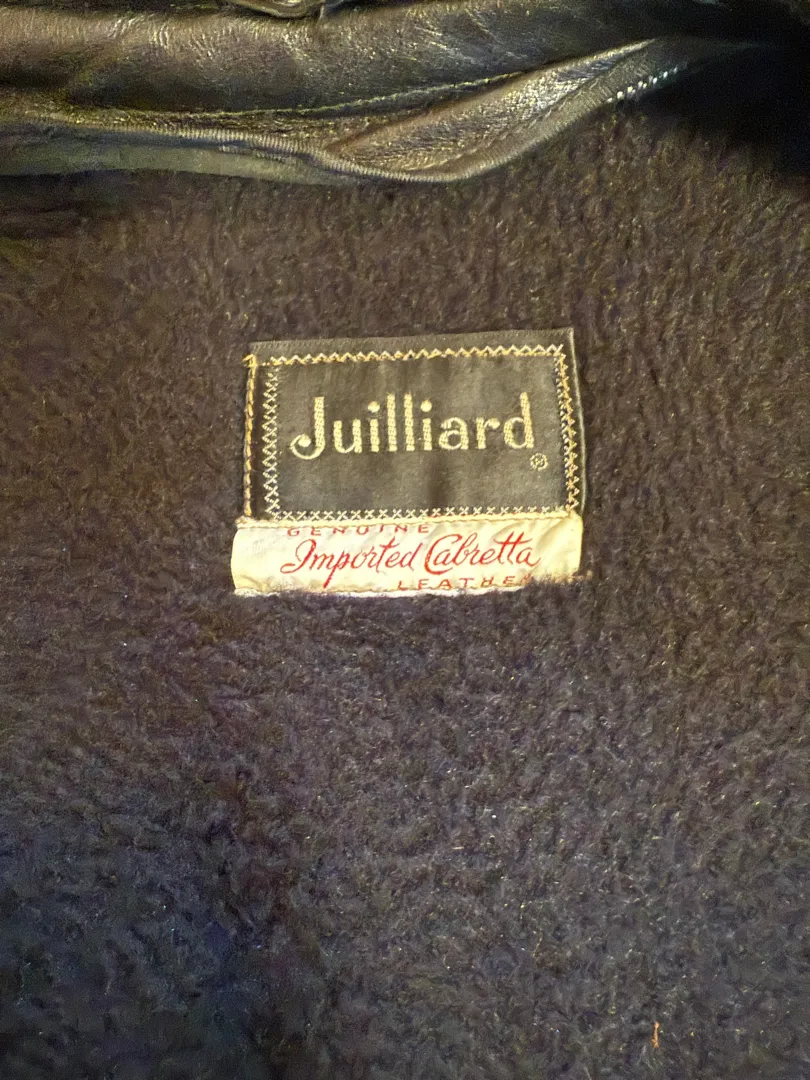 Juilliard
®
GENUINE
Imported Cabretta
LEATHER